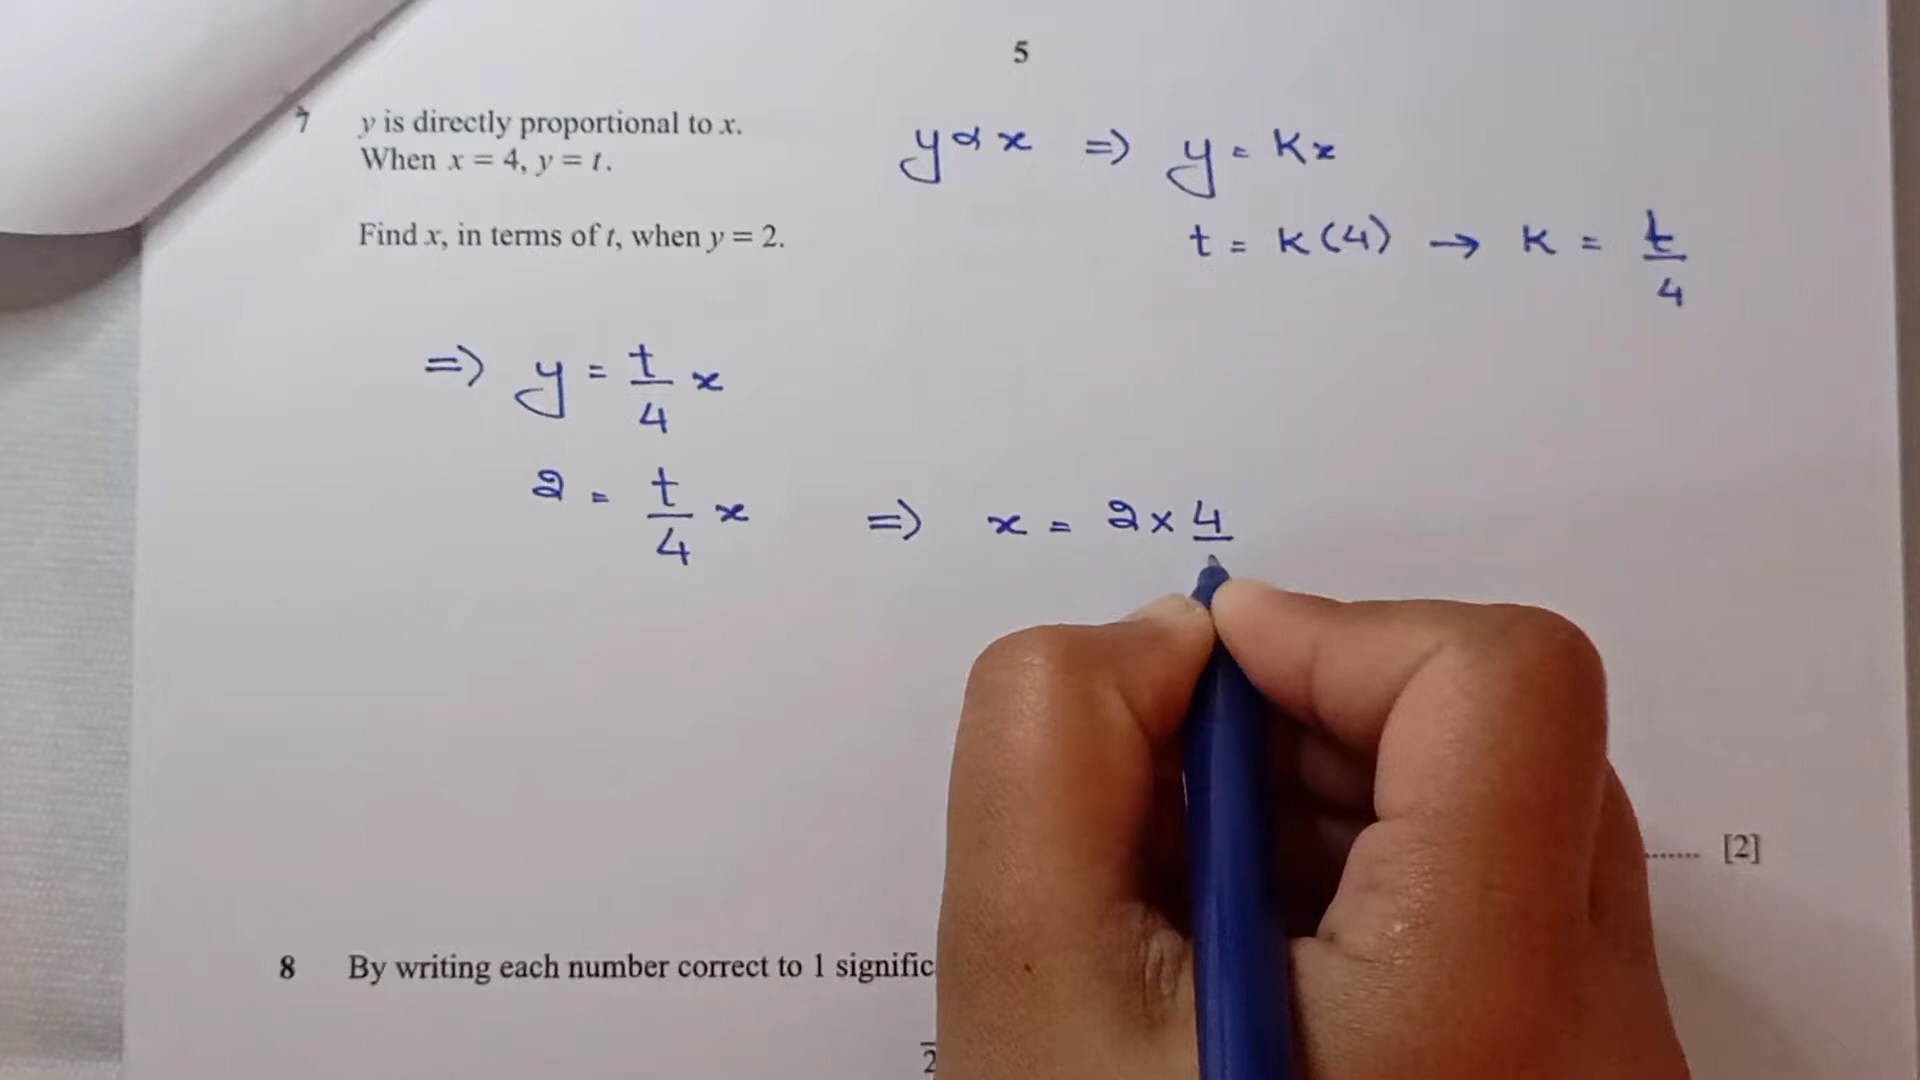 5
7 y is directly proportional to x.
When x = 4, y = t.
Find x, in terms of t, when y = 2.
y ∝ x => y = Kx
t = K(4) → K = t/4
=> y = t/4 x
2 = t/4 x => x = 2 × 4
[2]
8 By writing each number correct to 1
2